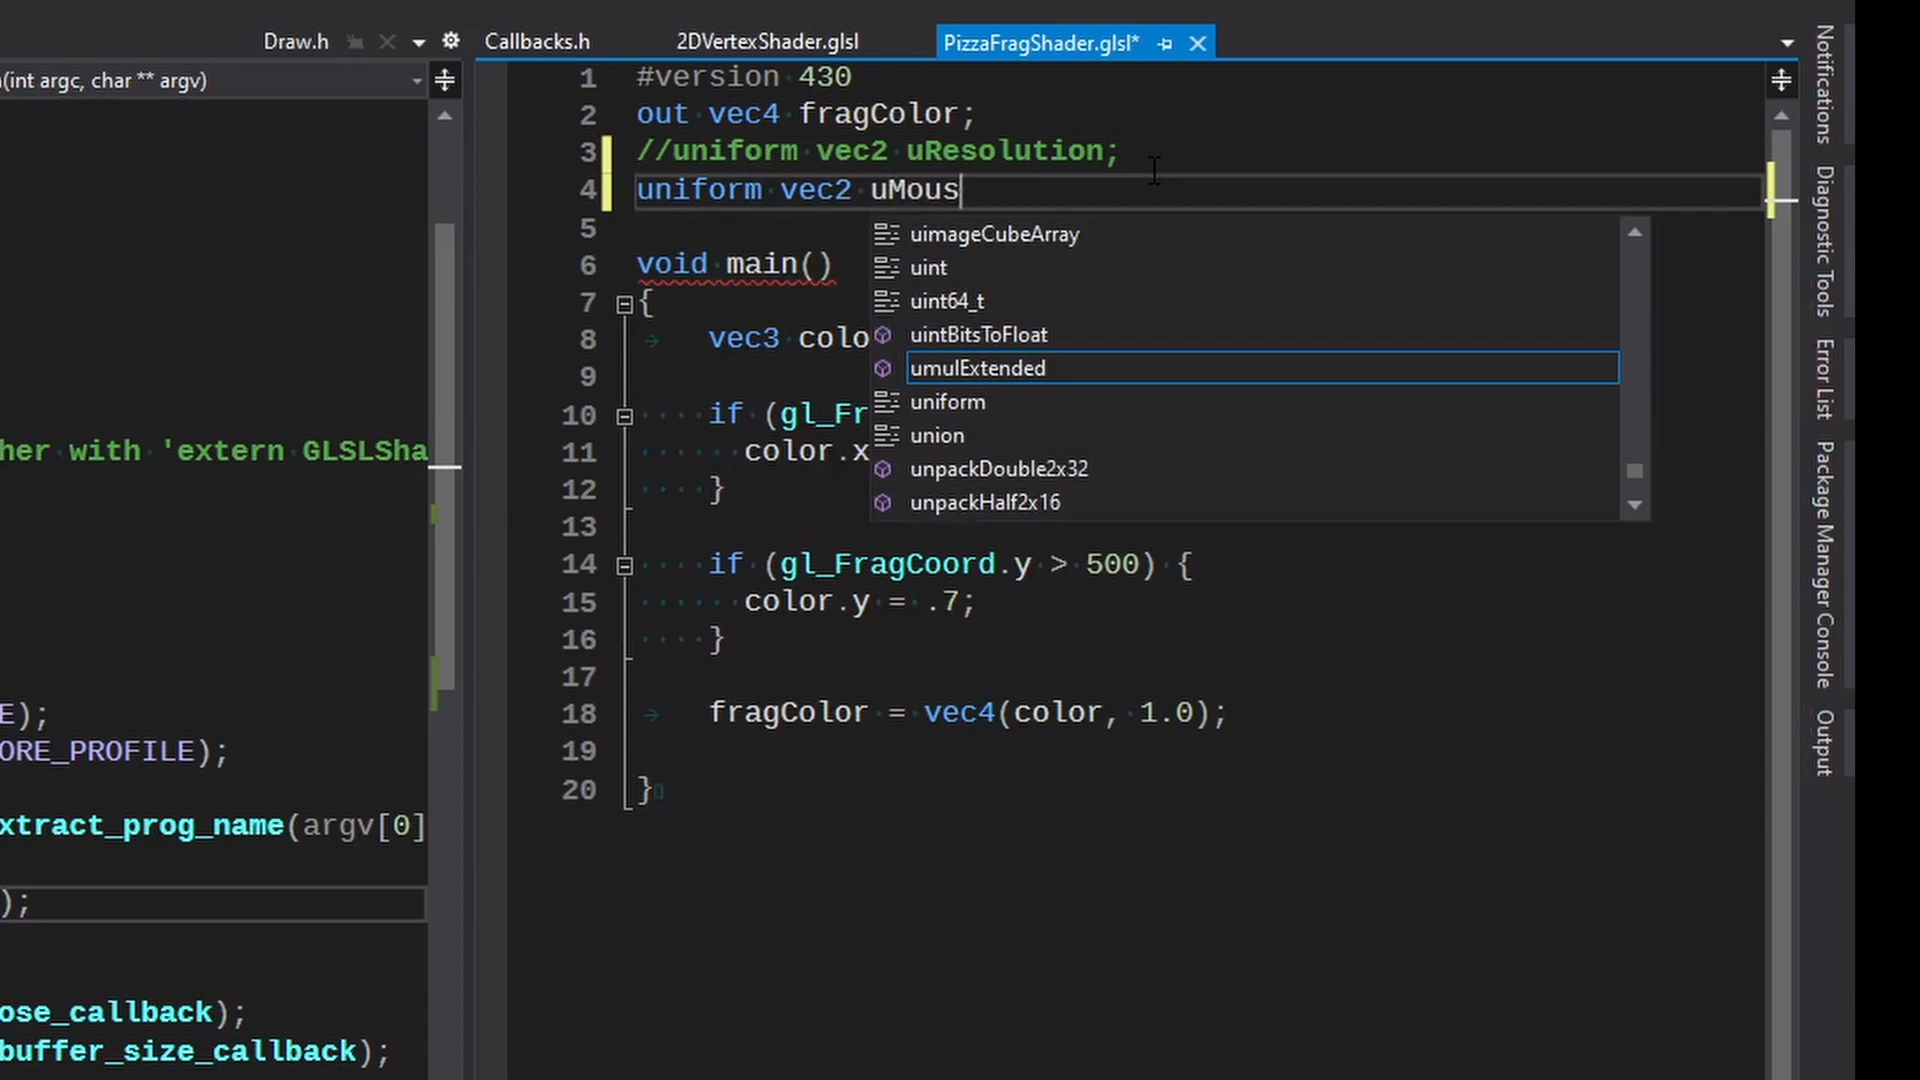 Draw.h
Callbacks.h
2DVertexShader.glsl
PizzaFragShader.glsl*
(int argc, char ** argv)
her with 'extern GLSLSha
E);
ORE_PROFILE);
xtract_prog_name(argv[0]
);
ose_callback);
buffer_size_callback);
1 #version 430
2 out vec4 fragColor;
3 //uniform vec2 uResolution;
4 uniform vec2 uMous
5
6 void main()
7 {
8 vec3 colo
9
10 if (gl_Fr
11 color.x
12 }
13
14 if (gl_FragCoord.y > 500) {
15 color.y = .7;
16 }
17
18 fragColor = vec4(color, 1.0);
19
20 }
uimageCubeArray
uint
uint64_t
uintBitsToFloat
umulExtended
uniform
union
unpackDouble2x32
unpackHalf2x16
Notifications
Diagnostic Tools
Error List
Package Manager Console
Output